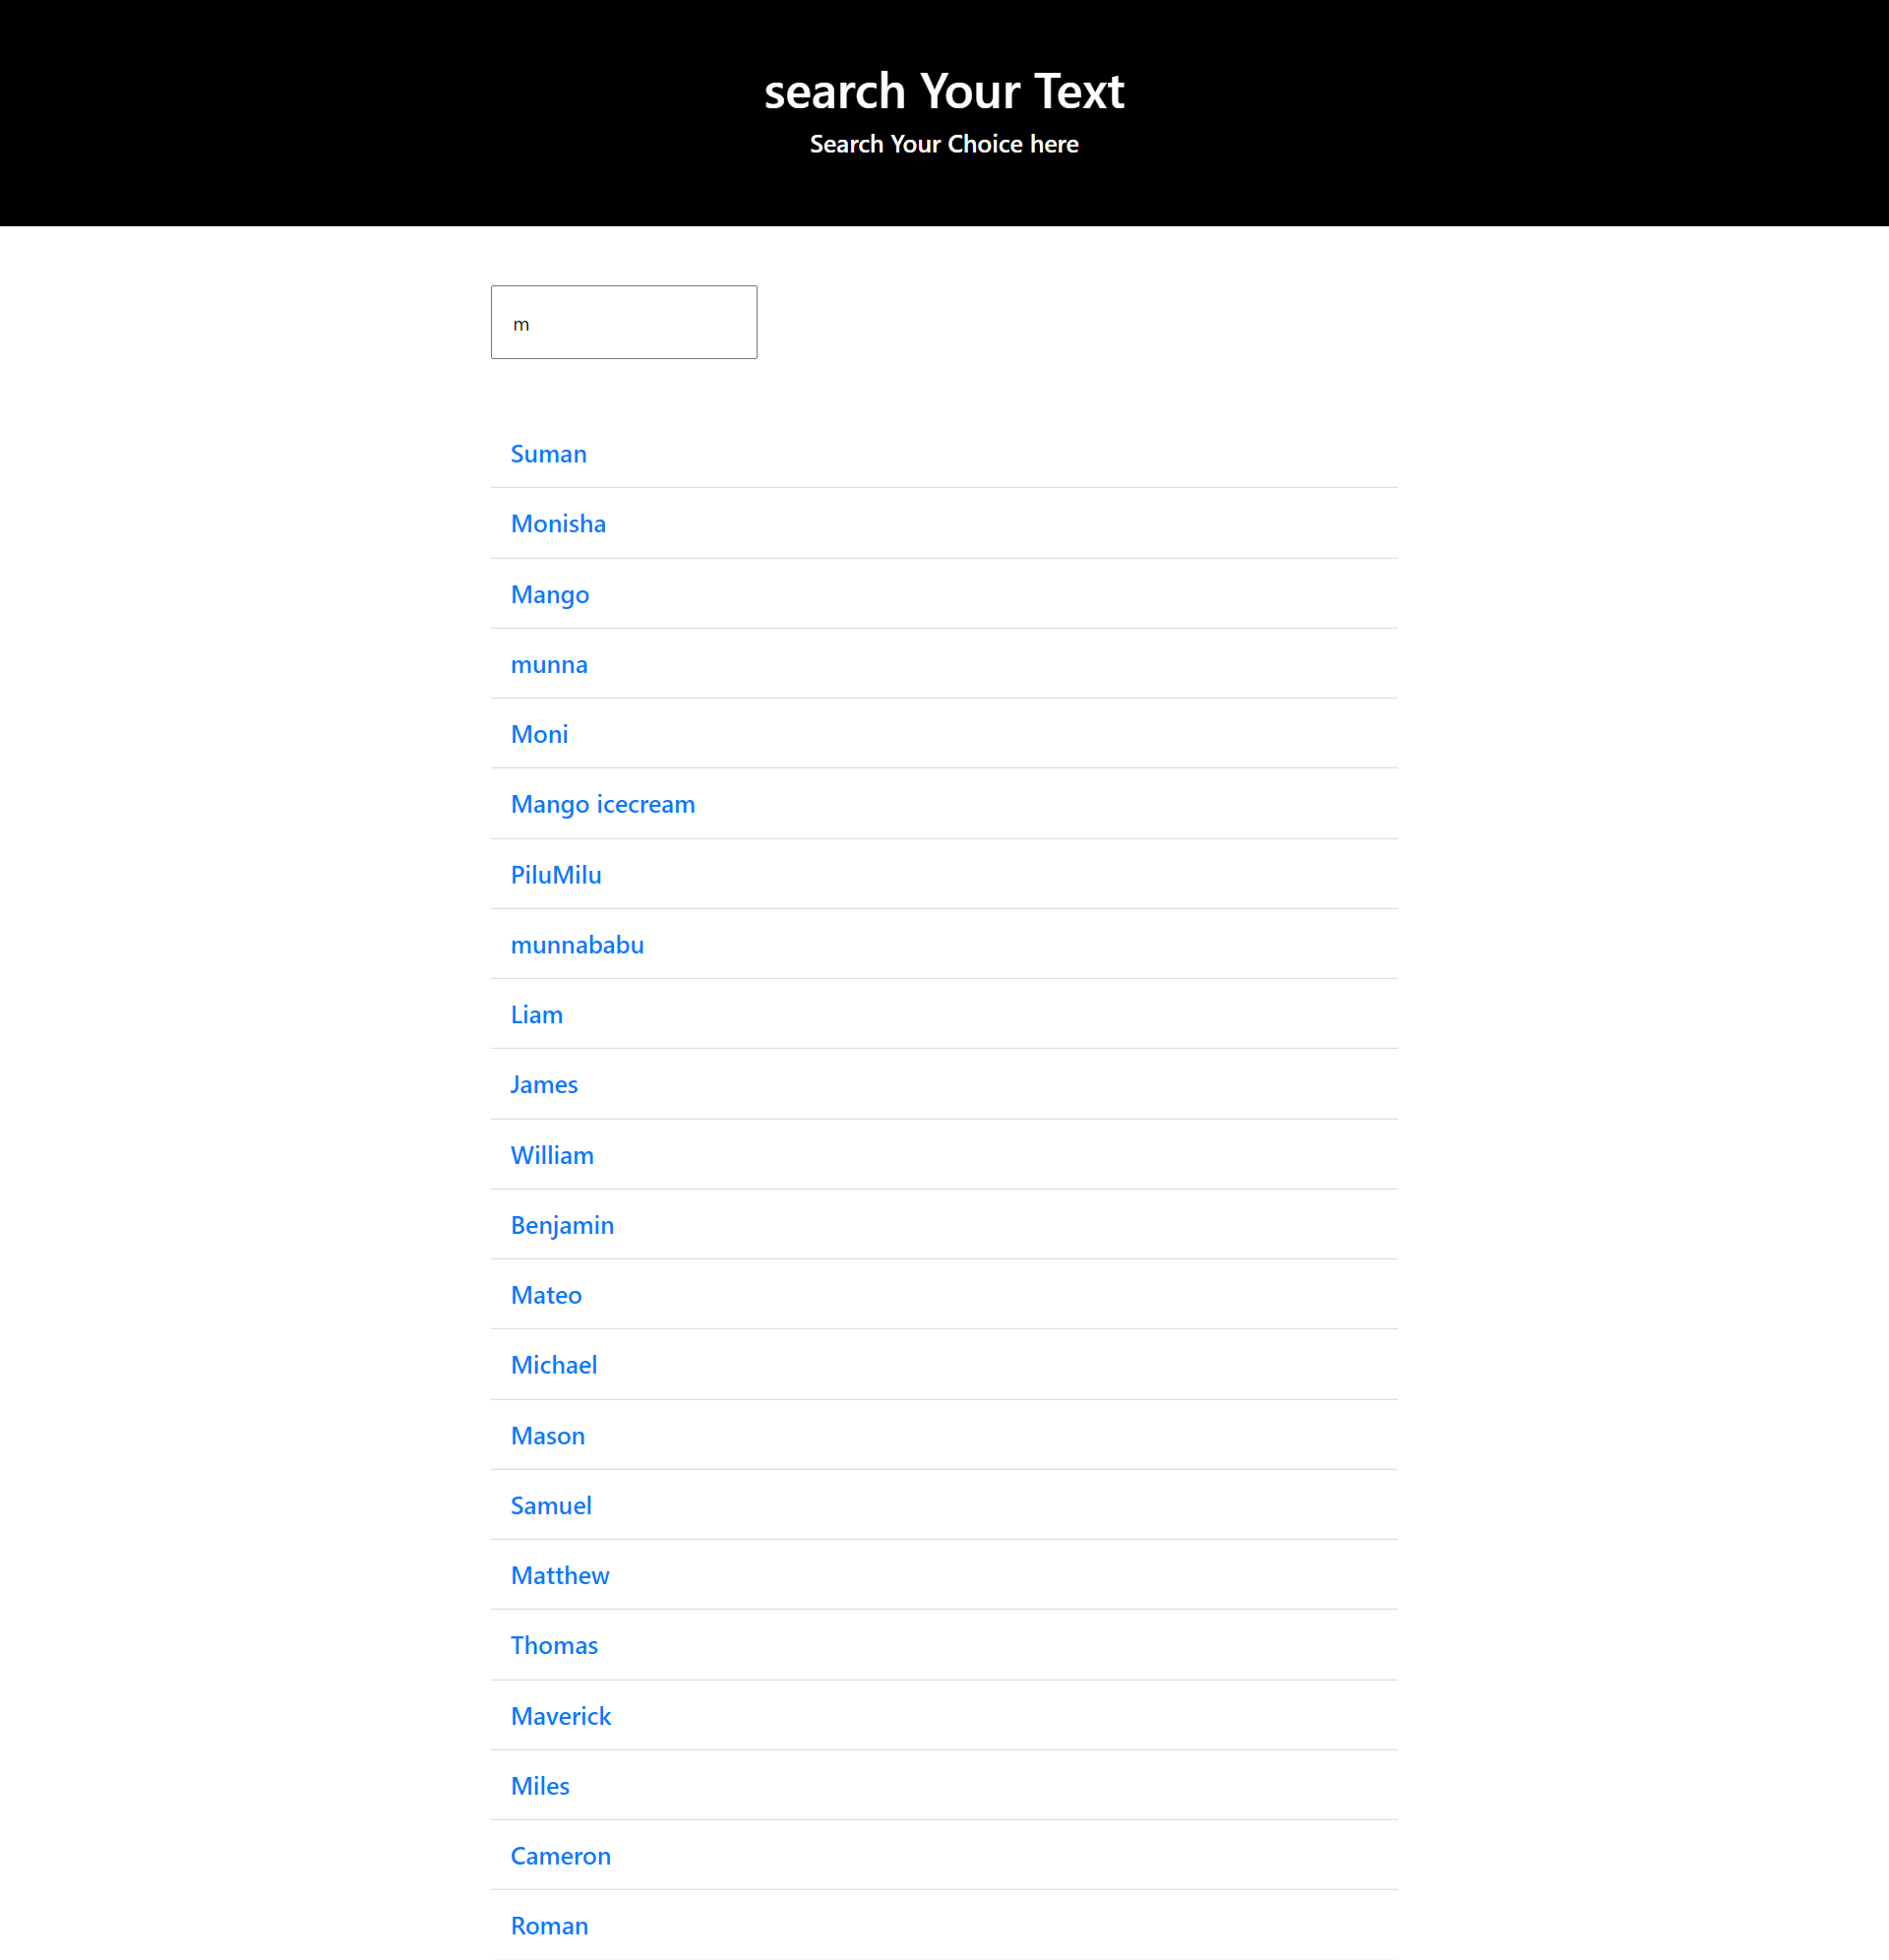 search Your Text
Search Your Choice here
m
Suman
Monisha
Mango
munna
Moni
Mango icecream
PiluMilu
munnababu
Liam
James
William
Benjamin
Mateo
Michael
Mason
Samuel
Matthew
Thomas
Maverick
Miles
Cameron
Roman